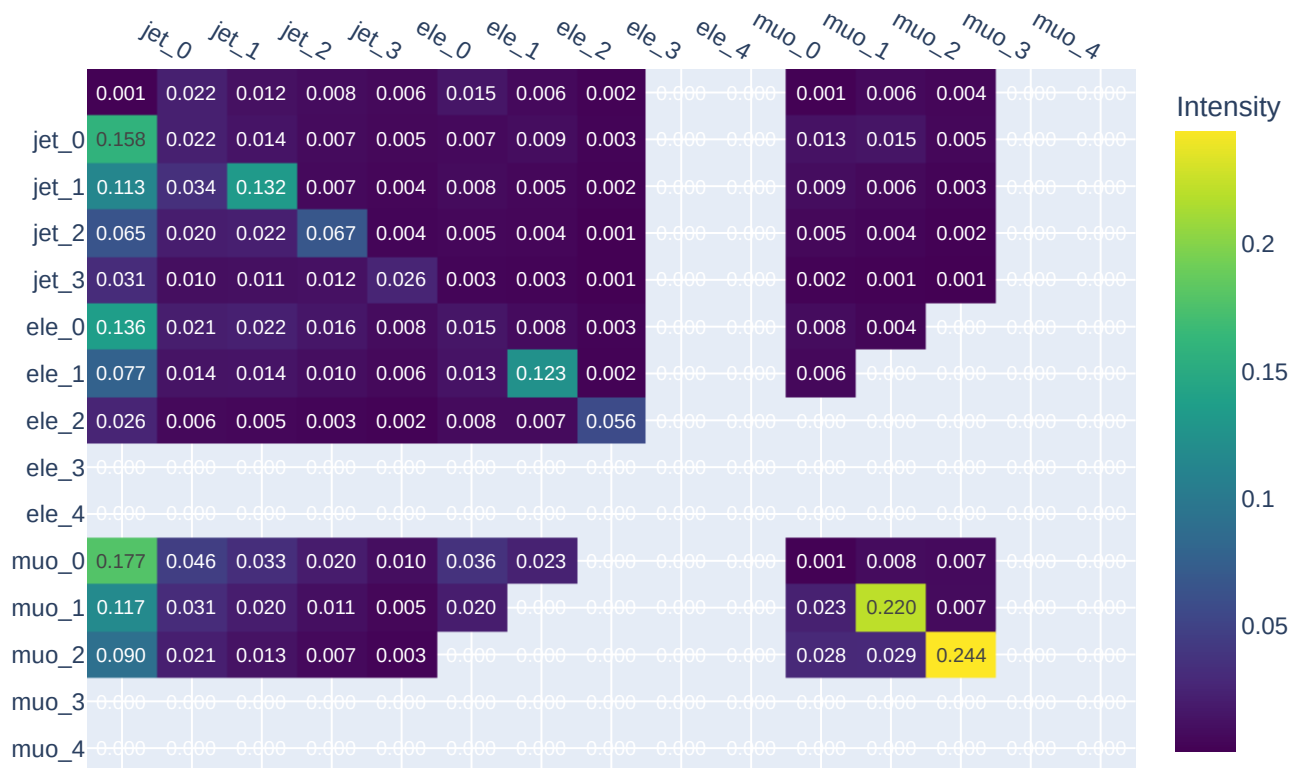 jet_0 jet_1 jet_2 jet_3 ele_0 ele_1 ele_2 ele_3 ele_4 muo_0 muo_1 muo_2 muo_3 muo_4
Intensity
0.001 0.022 0.012 0.008 0.006 0.015 0.006 0.002 0.000 0.000 0.001 0.006 0.004 0.000 0.000
jet_0 0.158 0.022 0.014 0.007 0.005 0.007 0.009 0.003 0.000 0.000 0.013 0.015 0.005 0.000 0.000
jet_1 0.113 0.034 0.132 0.007 0.004 0.008 0.005 0.002 0.000 0.000 0.009 0.006 0.003 0.000 0.000
jet_2 0.065 0.020 0.022 0.067 0.004 0.005 0.004 0.001 0.000 0.000 0.005 0.004 0.002 0.000 0.000
jet_3 0.031 0.010 0.011 0.012 0.026 0.003 0.003 0.001 0.000 0.000 0.002 0.001 0.001 0.000 0.000
ele_0 0.136 0.021 0.022 0.016 0.008 0.015 0.008 0.003 0.000 0.000 0.008 0.004 0.000 0.000 0.000
ele_1 0.077 0.014 0.014 0.010 0.006 0.013 0.123 0.002 0.000 0.000 0.006 0.000 0.000 0.000 0.000
ele_2 0.026 0.006 0.005 0.003 0.002 0.008 0.007 0.056 0.000 0.000 0.000 0.000 0.000 0.000 0.000
ele_3 0.000 0.000 0.000 0.000 0.000 0.000 0.000 0.000 0.000 0.000 0.000 0.000 0.000 0.000 0.000
ele_4 0.000 0.000 0.000 0.000 0.000 0.000 0.000 0.000 0.000 0.000 0.000 0.000 0.000 0.000 0.000
muo_0 0.177 0.046 0.033 0.020 0.010 0.036 0.023 0.000 0.000 0.000 0.001 0.008 0.007 0.000 0.000
muo_1 0.117 0.031 0.020 0.011 0.005 0.020 0.000 0.000 0.000 0.000 0.023 0.220 0.007 0.000 0.000
muo_2 0.090 0.021 0.013 0.007 0.003 0.000 0.000 0.000 0.000 0.000 0.028 0.029 0.244 0.000 0.000
muo_3 0.000 0.000 0.000 0.000 0.000 0.000 0.000 0.000 0.000 0.000 0.000 0.000 0.000 0.000 0.000
muo_4 0.000 0.000 0.000 0.000 0.000 0.000 0.000 0.000 0.000 0.000 0.000 0.000 0.000 0.000 0.000
0.2
0.15
0.1
0.05